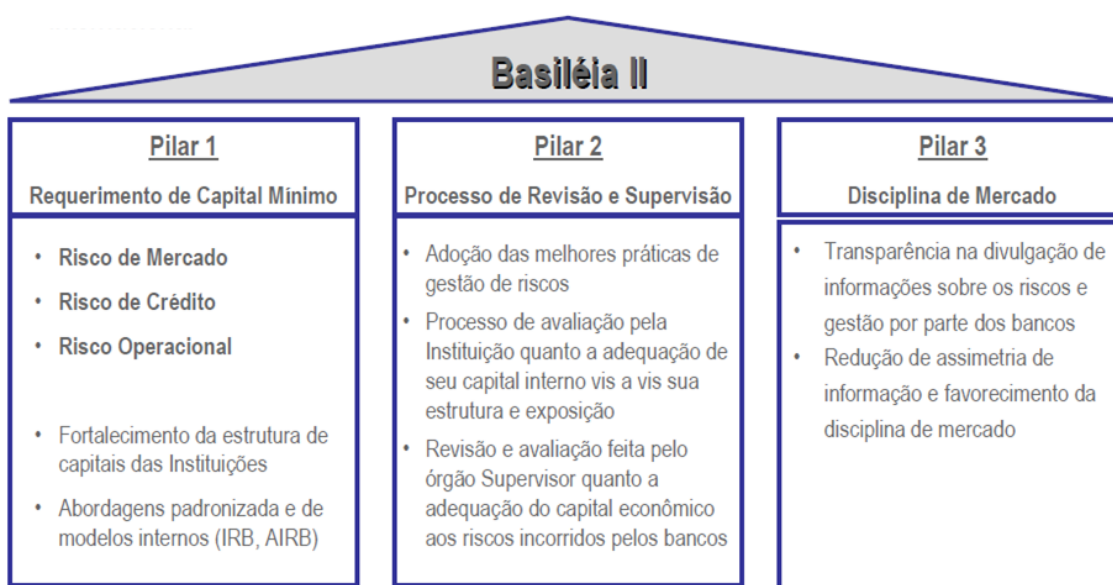 Basiléia II
Pilar 1
Requerimento de Capital Mínimo
• Risco de Mercado
• Risco de Crédito
• Risco Operacional
• Fortalecimento da estrutura de
capitais das Instituições
• Abordagens padronizada e de
modelos internos (IRB, AIRB)
Pilar 2
Processo de Revisão e Supervisão
• Adoção das melhores práticas de
gestão de riscos
• Processo de avaliação pela
Instituição quanto a adequação de
seu capital interno vis a vis sua
estrutura e exposição
• Revisão e avaliação feita pelo
órgão Supervisor quanto a
adequação do capital econômico
aos riscos incorridos pelos bancos
Pilar 3
Disciplina de Mercado
• Transparência na divulgação de
informações sobre os riscos e
gestão por parte dos bancos
• Redução de assimetria de
informação e favorecimento da
disciplina de mercado